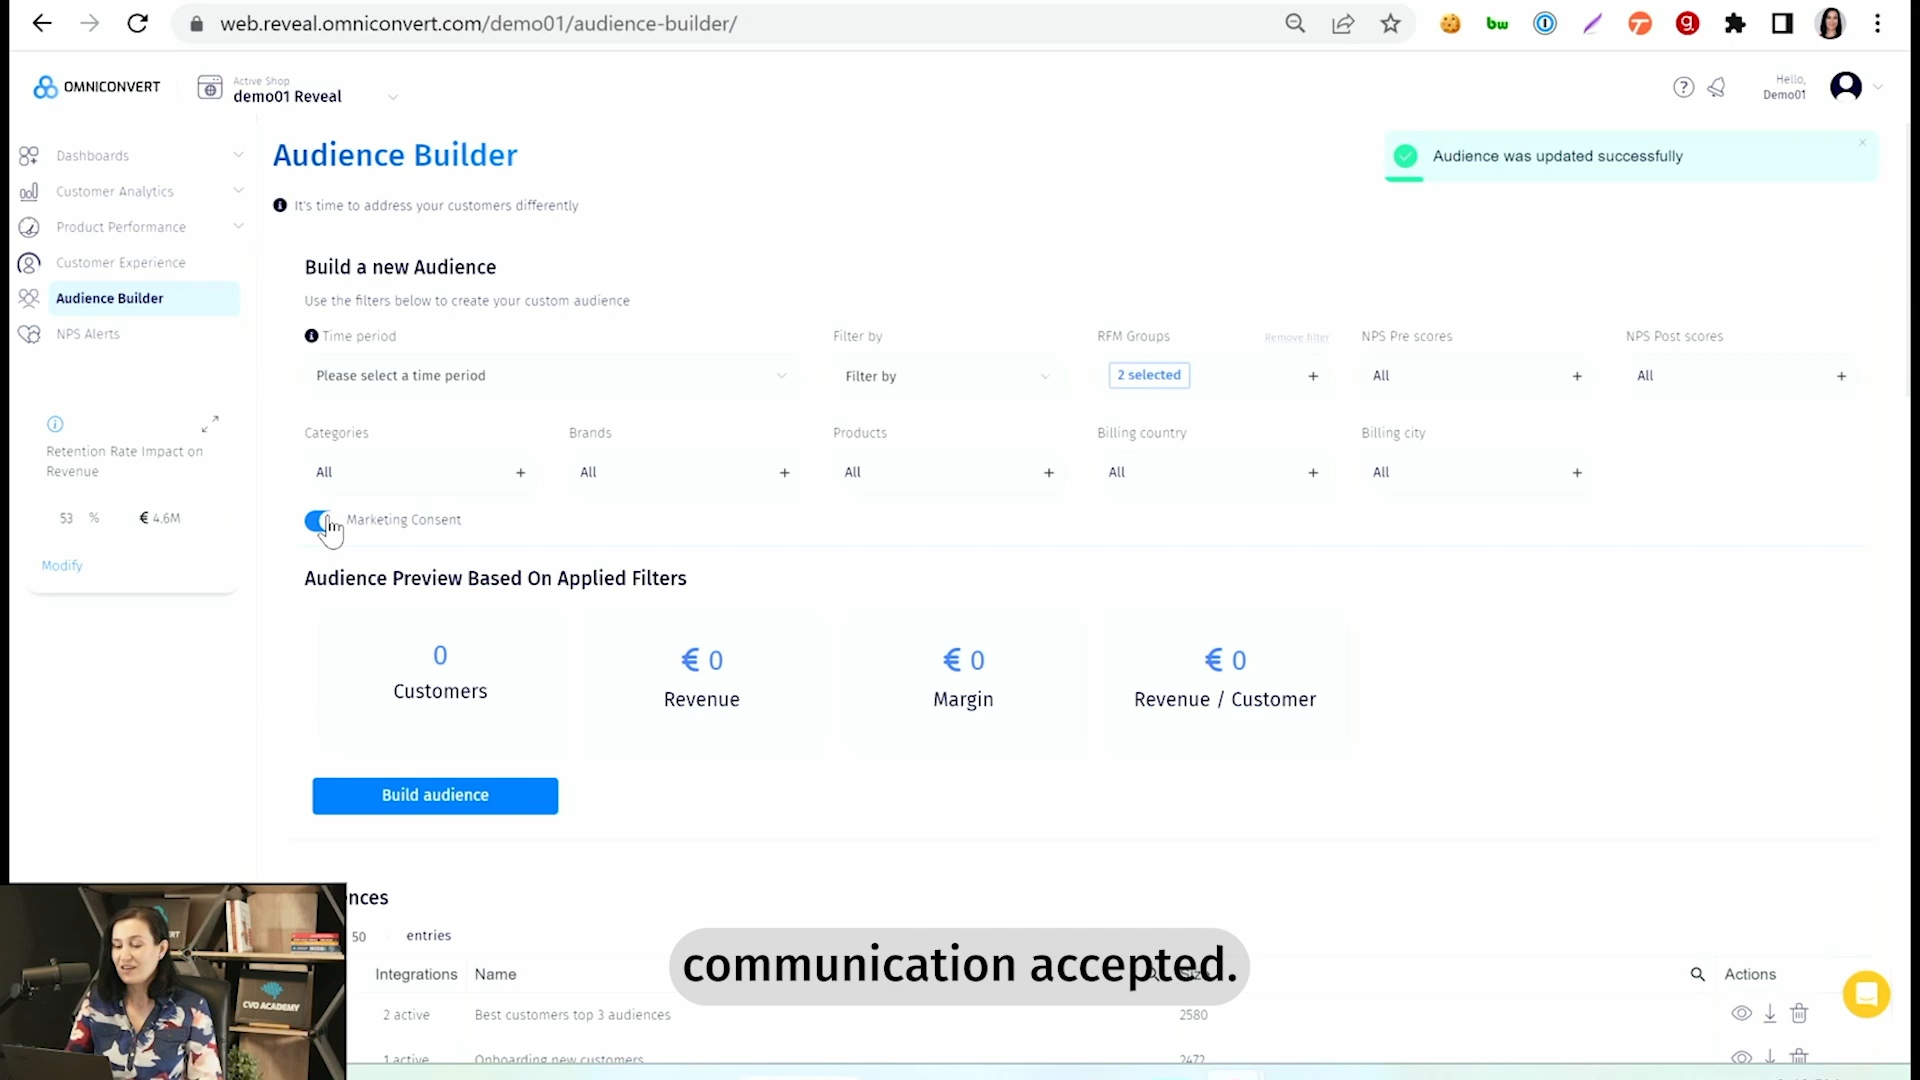 web.reveal.omniconvert.com/demo01/audience-builder/
bw
OMNICONVERT
Active Shop
demo01 Reveal
Hello,
Demo01
Dashboards
Customer Analytics
Product Performance
Customer Experience
Audience Builder
NPS Alerts
Retention Rate Impact on
Revenue
53 % € 4.6M
Modify
Audience Builder
Audience was updated successfully
It's time to address your customers differently
Build a new Audience
Use the filters below to create your custom audience
Time period Filter by RFM Groups Remove filter NPS Pre scores NPS Post scores
Please select a time period Filter by 2 selected + All + All +
Categories Brands Products Billing country Billing city
All + All + All + All + All +
Marketing Consent
Audience Preview Based On Applied Filters
0 € 0 € 0 € 0
Customers Revenue Margin Revenue / Customer
Build audience
50 entries
Integrations Name Actions
2 active Best customers top 3 audiences 2580
1 active Onboarding new customers 2472
communication accepted.
CVO ACADEMY